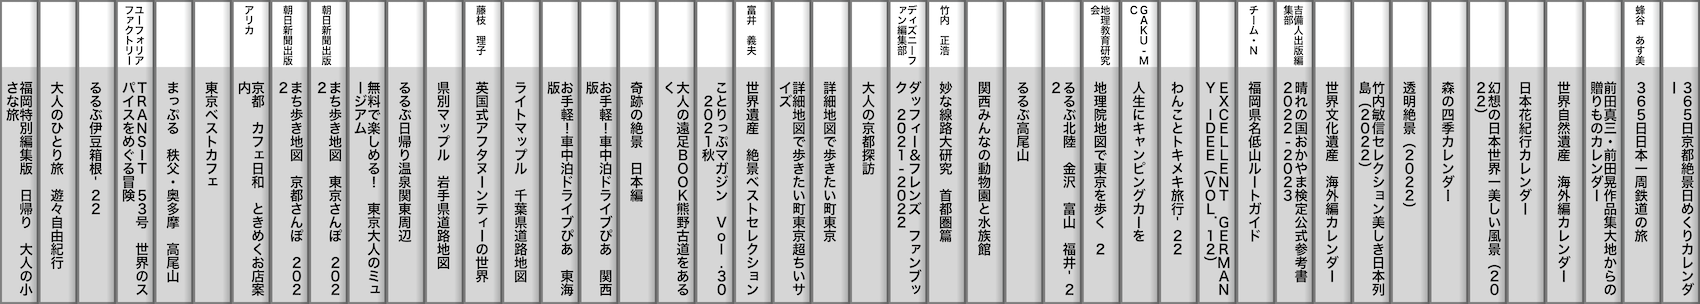 365日京都絶景日めくりカレンダ
ー
蜂谷 あす美
365日日本一周鉄道の旅
前田真三・前田晃作品集大地からの
贈りものカレンダー
世界自然遺産 海外編カレンダー
日本花紀行カレンダー
幻想の日本世界一美しい風景(20
22)
森の四季カレンダー
透明絶景(2022)
竹内敏信セレクション美しき日本列
島(2022)
世界文化遺産 海外編カレンダー
吉備人出版編
集部
晴れの国おかやま検定公式参考書
2022-2023
チーム・N
福岡県名低山ルートガイド
EXCELLENT GERMAN
Y-IDEE(VOL.12)
わんことトキメキ旅行'22
GAKU-M
C
人生にキャンピングカーを
地理教育研究
会
地理院地図で東京を歩く 2
るるぶ北陸 金沢 富山 福井'2
2
るるぶ高尾山
関西みんなの動物園と水族館
竹内 正浩
妙な線路大研究 首都圏篇
ディズニーフ
ァン編集部
ダッフィー&フレンズ ファンブッ
ク 2021-2022
大人の京都探訪
詳細地図で歩きたい町東京
詳細地図で歩きたい町東京超ちいサ
イズ
富井 義夫
世界遺産 絶景ベストセレクション
ことりっぷマガジン Vol.30
2021秋
大人の遠足BOOK熊野古道をある
く
奇跡の絶景 日本編
お手軽!車中泊ドライブぴあ 関西
版
お手軽!車中泊ドライブぴあ 東海
版
ライトマップル 千葉県道路地図
藤枝 理子
英国式アフタヌーンティーの世界
県別マップル 岩手県道路地図
るるぶ日帰り温泉関東周辺
無料で楽しめる! 東京大人のミュ
ージアム
朝日新聞出版
まち歩き地図 東京さんぽ 202
2
朝日新聞出版
まち歩き地図 京都さんぽ 202
2
アリカ
京都 カフェ日和 ときめくお店案
内
東京ベストカフェ
まっぷる 秩父・奥多摩 高尾山
ユーフォリア
ファクトリー
TRANSIT 53号 世界のス
パイスをめぐる冒険
るるぶ伊豆箱根'22
大人のひとり旅 遊々自由紀行
福岡特別編集版 日帰り 大人の小
さな旅